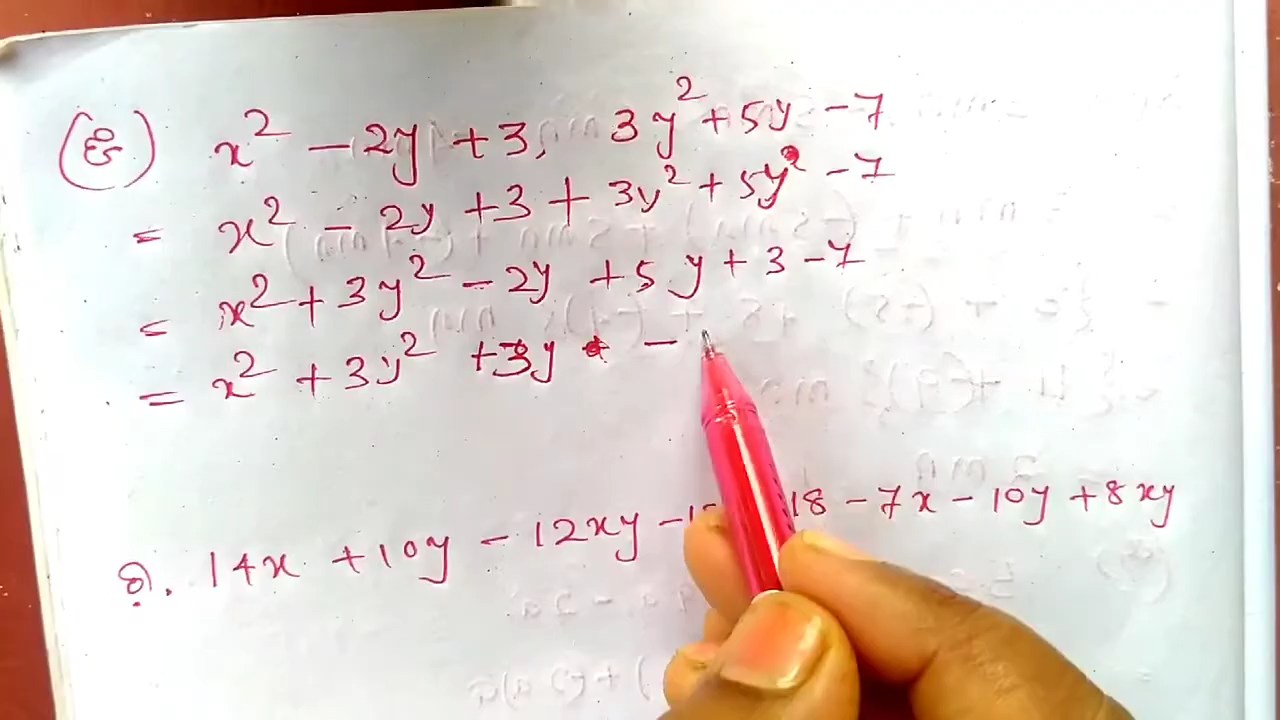 (ଙ) x² − 2y + 3, 3y² + 5y − 7
= x² − 2y + 3 + 3y² + 5y − 7
= x² + 3y² − 2y + 5y + 3 − 7
= x² + 3y² + 3y −
14x + 10y − 12xy − 18 − 7x − 10y + 8xy